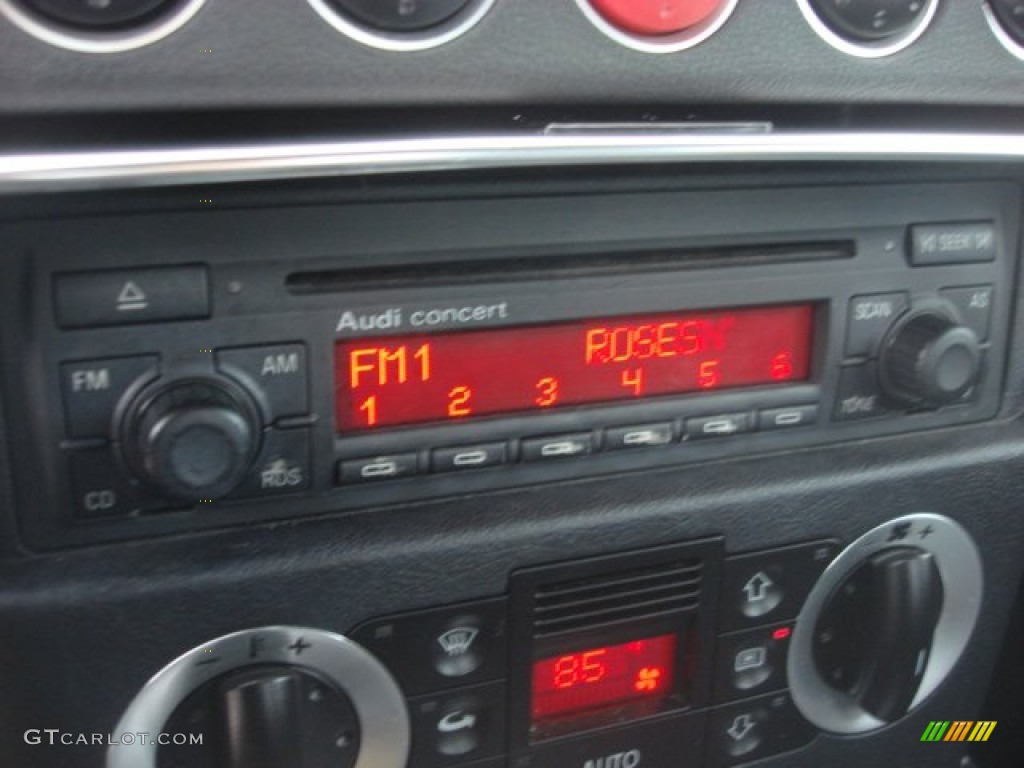 SEEK
Audi concert
SCAN
AS
FM
AM
FM1
ROSES
1 2 3 4 5 6
TONE
CD
RDS
- F +
+
85
AUTO
GTCARLOT.COM